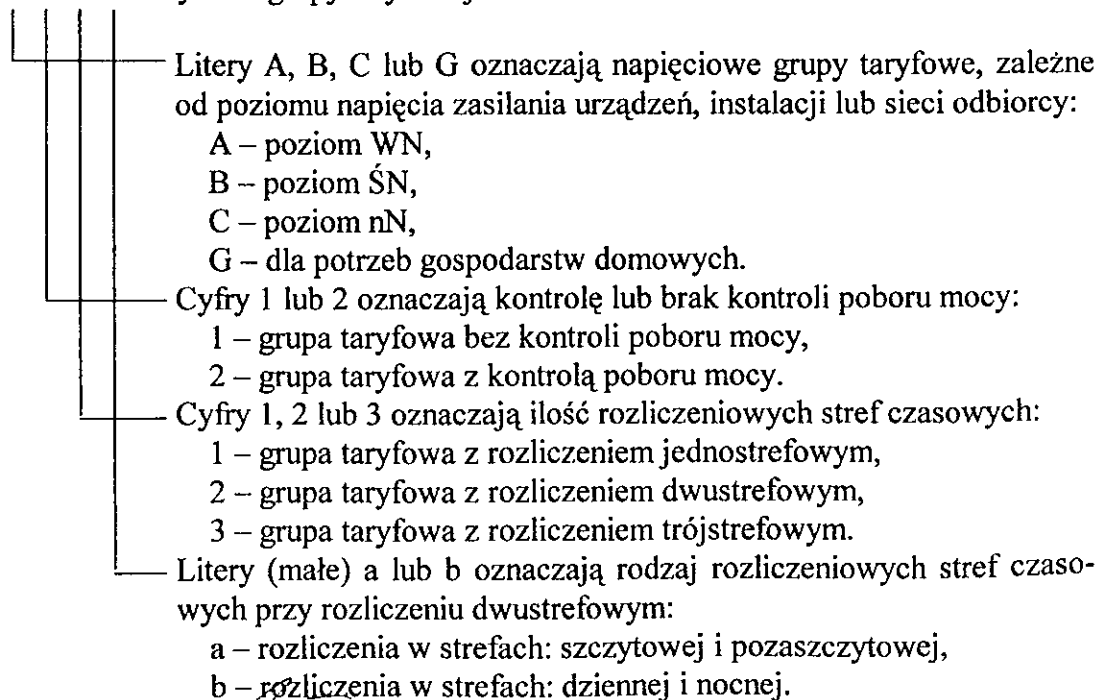 Litery A, B, C lub G oznaczają napięciowe grupy taryfowe, zależne
od poziomu napięcia zasilania urządzeń, instalacji lub sieci odbiorcy:
A – poziom WN,
B – poziom ŚN,
C – poziom nN,
G – dla potrzeb gospodarstw domowych.
Cyfry 1 lub 2 oznaczają kontrolę lub brak kontroli poboru mocy:
1 – grupa taryfowa bez kontroli poboru mocy,
2 – grupa taryfowa z kontrolą poboru mocy.
Cyfry 1, 2 lub 3 oznaczają ilość rozliczeniowych stref czasowych:
1 – grupa taryfowa z rozliczeniem jednostrefowym,
2 – grupa taryfowa z rozliczeniem dwustrefowym,
3 – grupa taryfowa z rozliczeniem trójstrefowym.
Litery (małe) a lub b oznaczają rodzaj rozliczeniowych stref czaso-
wych przy rozliczeniu dwustrefowym:
a – rozliczenia w strefach: szczytowej i pozaszczytowej,
b – rozliczenia w strefach: dziennej i nocnej.